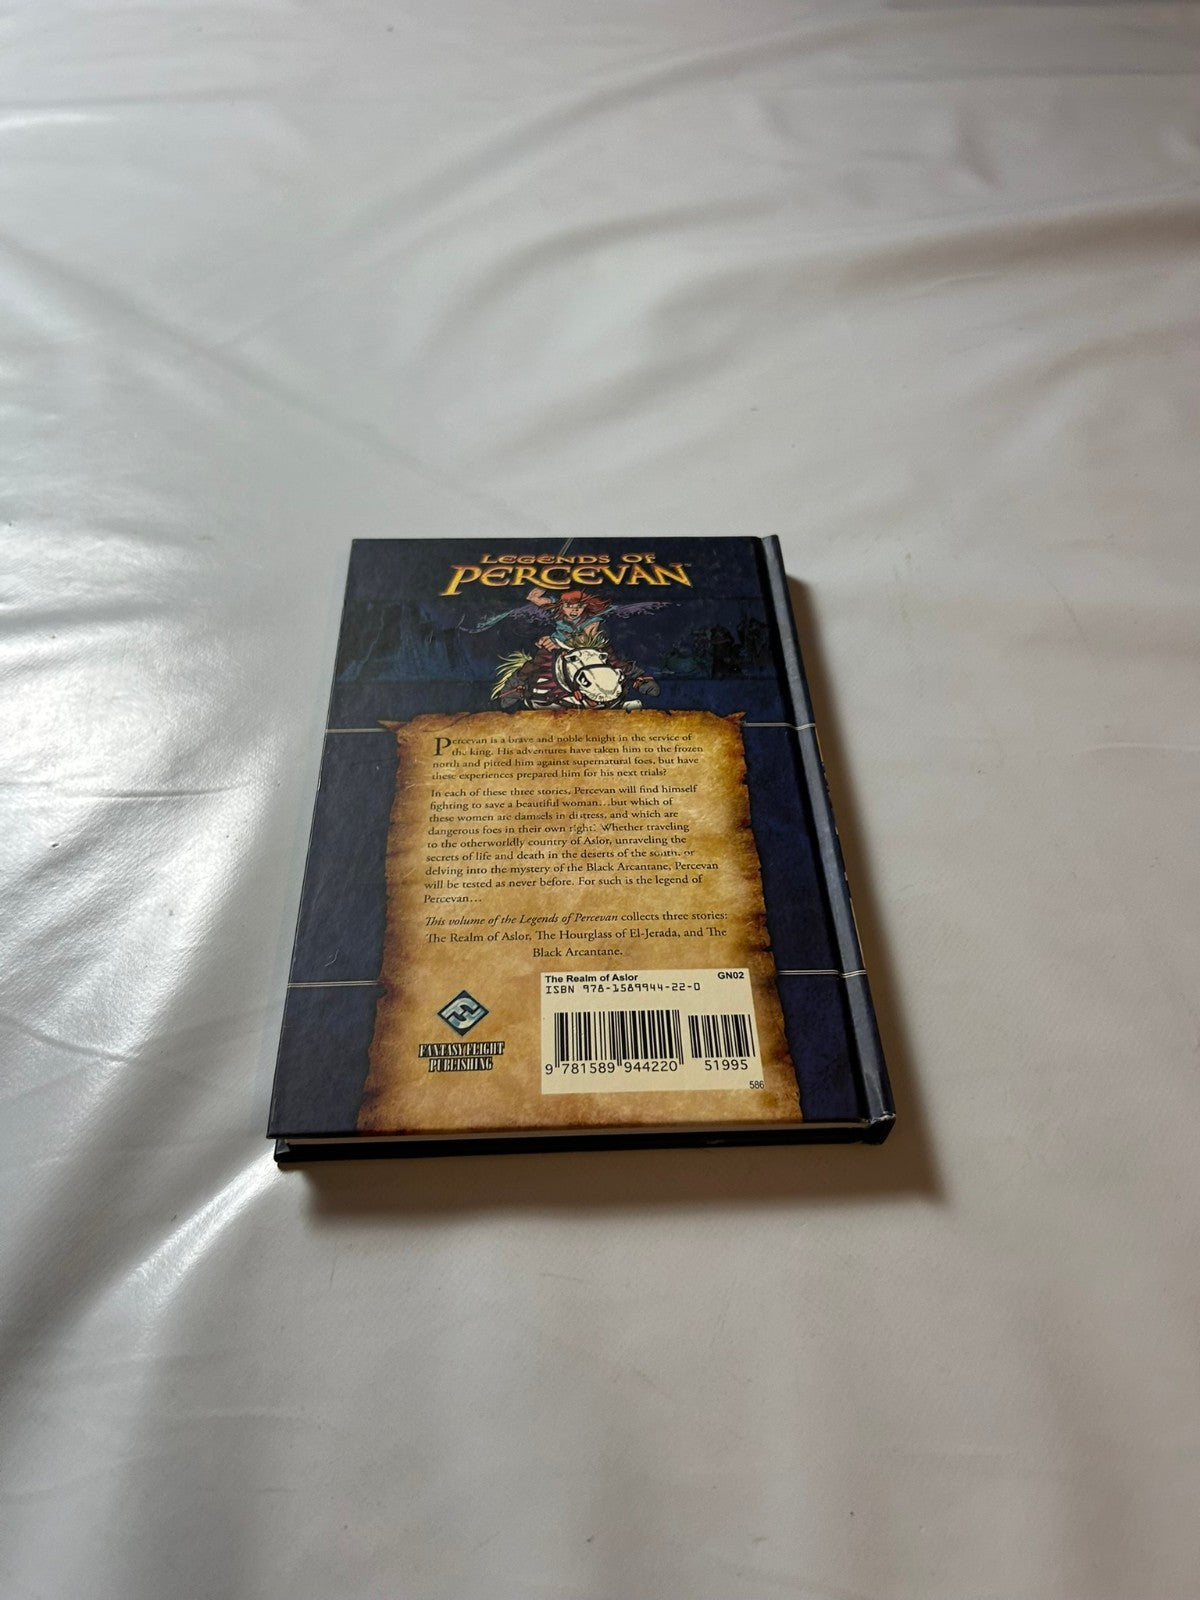 LEGENDS OF
PERCEVAN™
Percevan is a brave and noble knight in the service of
the king. His adventures have taken him to the frozen
north and pitted him against supernatural foes, but have
these experiences prepared him for his next trials?
In each of these three stories, Percevan will find himself
fighting to save a beautiful woman…but which of
these women are damsels in distress, and which are
dangerous foes in their own right? Whether traveling
to the otherworldly country of Aslor, unraveling the
secrets of life and death in the deserts of the south, or
delving into the mystery of the Black Arcantane, Percevan
will be tested as never before. For such is the legend of
Percevan…
This volume of the Legends of Percevan collects three stories:
The Realm of Aslor, The Hourglass of El-Jerada, and The
Black Arcantane.
The Realm of Aslor GN02
ISBN 978-1589944-22-0
9 781589 944220 51995
586
FANTASY FLIGHT
PUBLISHING